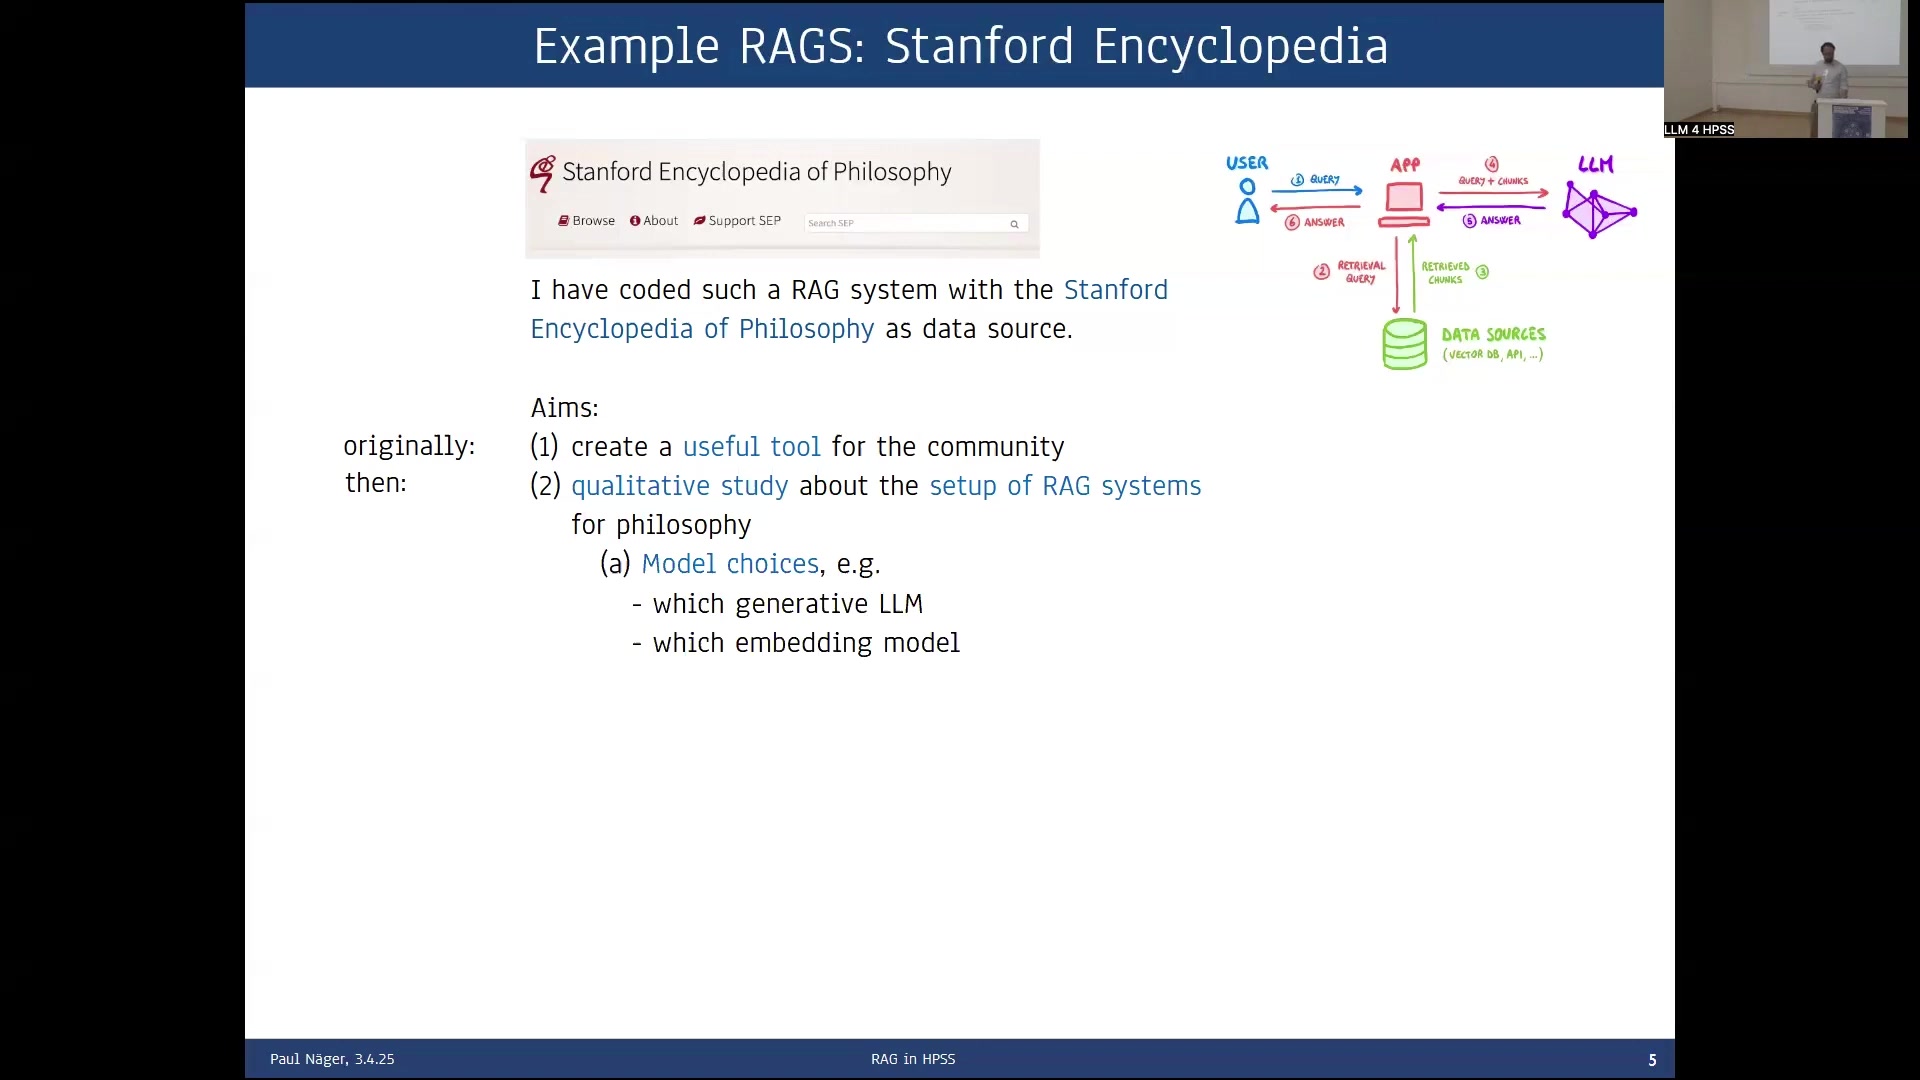 Example RAGS: Stanford Encyclopedia
LLM 4 HPSS
Stanford Encyclopedia of Philosophy
Browse About Support SEP Search SEP
USER
APP
LLM
① QUERY
⑥ ANSWER
④
QUERY + CHUNKS
⑤ ANSWER
② RETRIEVAL
QUERY
RETRIEVED ③
CHUNKS
DATA SOURCES
(VECTOR DB, API, ...)
I have coded such a RAG system with the Stanford
Encyclopedia of Philosophy as data source.
Aims:
originally: (1) create a useful tool for the community
then: (2) qualitative study about the setup of RAG systems
for philosophy
(a) Model choices, e.g.
- which generative LLM
- which embedding model
Paul Näger, 3.4.25
RAG in HPSS
5